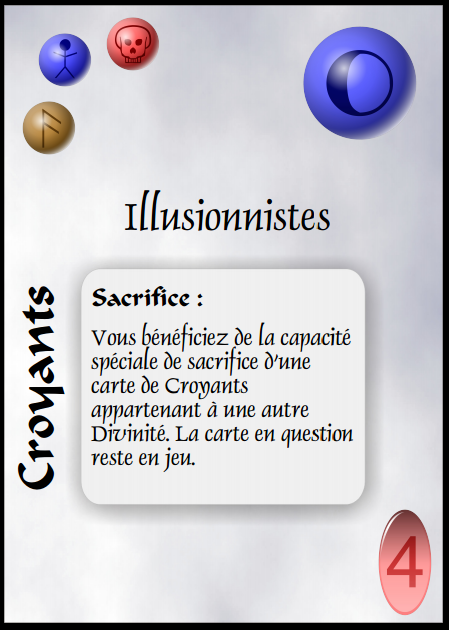 Illusionnistes
Croyants
Sacrifice :
Vous bénéficiez de la capacité
spéciale de sacrifice d'une
carte de Croyants
appartenant à une autre
Divinité. La carte en question
reste en jeu.
4